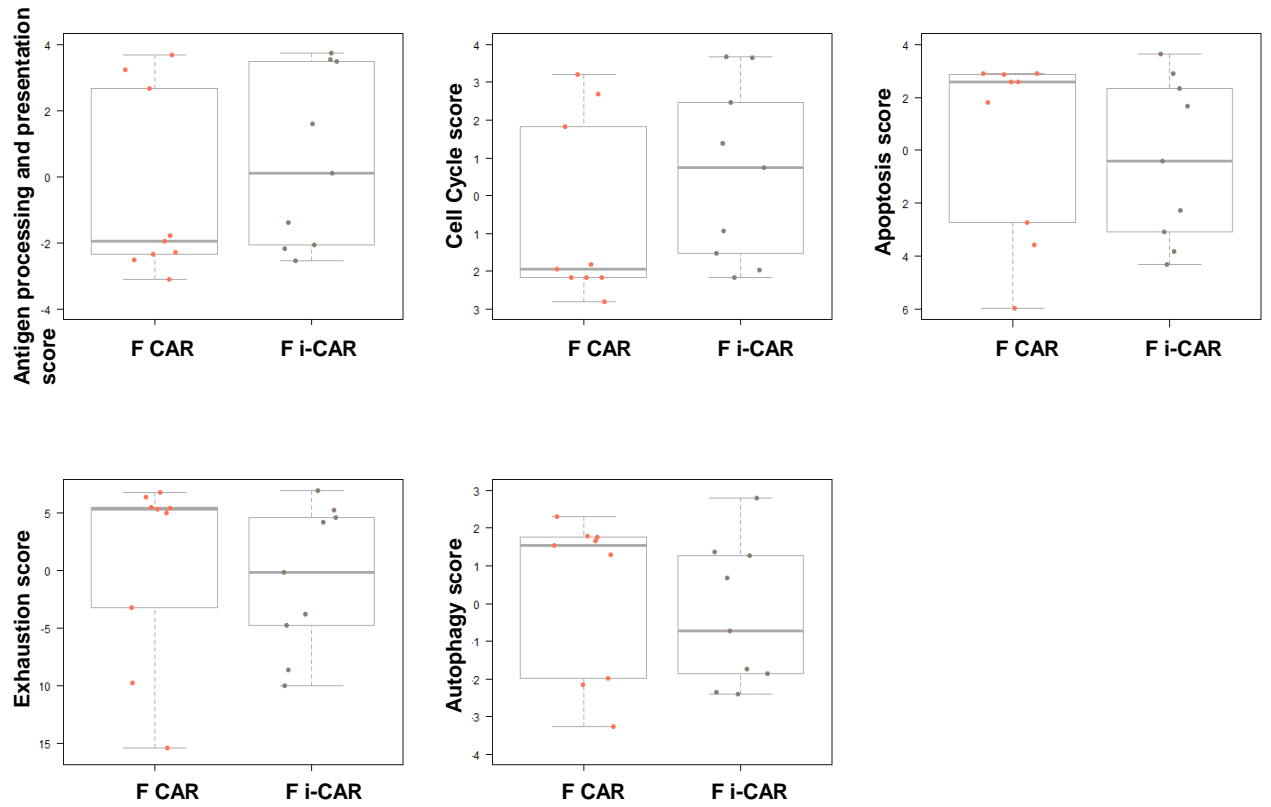 Antigen processing and presentation
score
4
2
0
-2
-4
F CAR
F i-CAR
Cell Cycle score
4
3
2
1
0
1
2
3
F CAR
F i-CAR
Apoptosis score
4
2
0
2
4
6
F CAR
F i-CAR
Exhaustion score
5
0
-5
10
15
F CAR
F i-CAR
Autophagy score
3
2
1
0
-1
-2
-3
-4
F CAR
F i-CAR